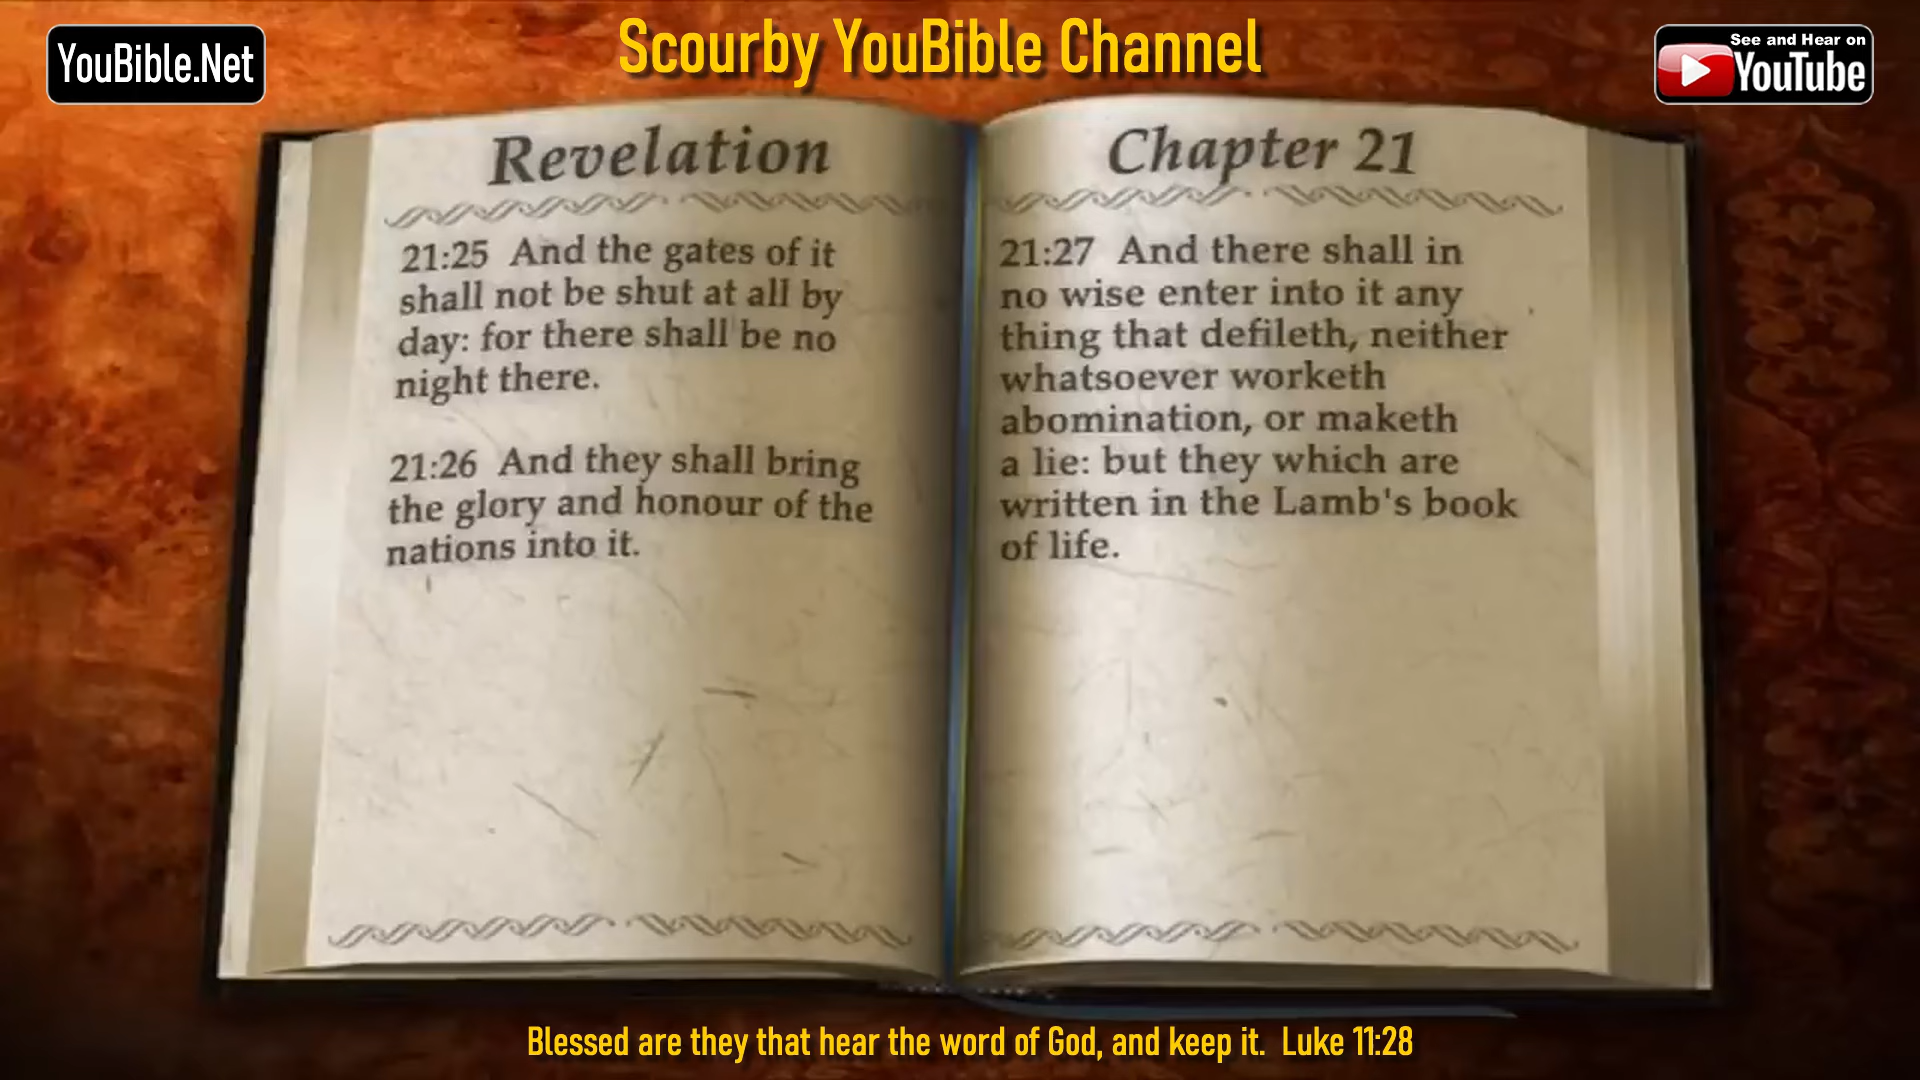 YouBible.Net
Scourby YouBible Channel
See and Hear on
YouTube
Revelation
21:25 And the gates of it
shall not be shut at all by
day: for there shall be no
night there.
21:26 And they shall bring
the glory and honour of the
nations into it.
Chapter 21
21:27 And there shall in
no wise enter into it any
thing that defileth, neither
whatsoever worketh
abomination, or maketh
a lie: but they which are
written in the Lamb's book
of life.
Blessed are they that hear the word of God, and keep it. Luke 11:28